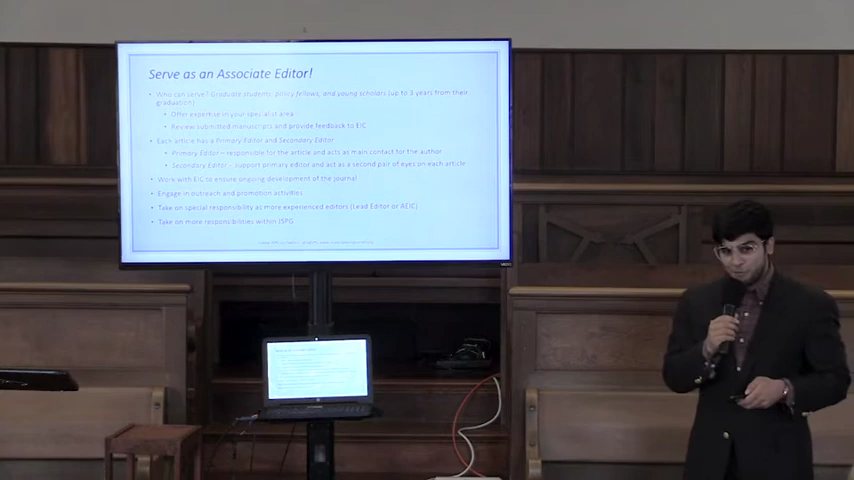 Serve as an Associate Editor!
• Who can serve? Graduate students, policy fellows, and young scholars (up to 3 years from their
graduation)
• Offer expertise in your specialist area
• Review submitted manuscripts and provide feedback to EIC
• Each article has a Primary Editor and Secondary Editor
• Primary Editor – responsible for the article and acts as main contact for the author
• Secondary Editor – support primary editor and act as a second pair of eyes on each article
• Work with EIC to ensure ongoing development of the journal
• Engage in outreach and promotion activities
• Take on special responsibility as more experienced editors (Lead Editor or AEIC)
• Take on more responsibilities within JSPG